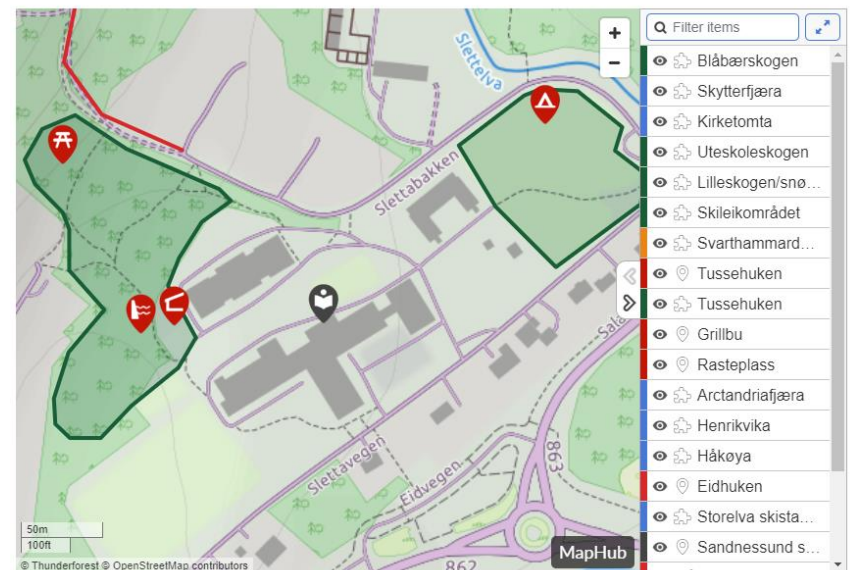 Filter items
Blåbærskogen
Skytterfjæra
Kirketomta
Uteskoleskogen
Lilleskogen/snø...
Skileikområdet
Svarthammard...
Tussehuken
Tussehuken
Grillbu
Rasteplass
Arctandriafjæra
Henrikvika
Håkøya
Eidhuken
Storelva skista...
Sandnessund s...
+
−
Slettelva
Slettabakken
Sala
Slettavegen
Eidvegen
863
862
50m
100ft
MapHub
© Thunderforest © OpenStreetMap contributors